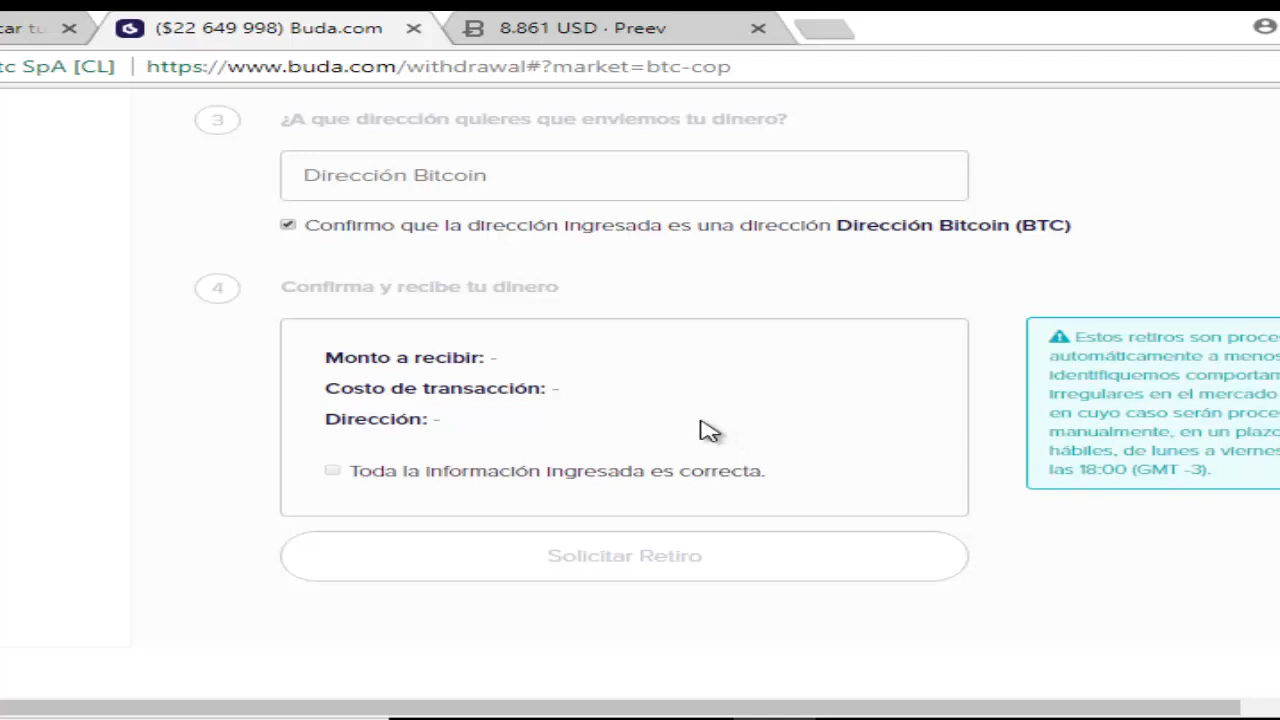 car tu
($22 649 998) Buda.com
8.861 USD · Preev
tc SpA [CL] | https://www.buda.com/withdrawal#?market=btc-cop
3
¿A que dirección quieres que enviemos tu dinero?
Dirección Bitcoin
Confirmo que la dirección ingresada es una dirección Dirección Bitcoin (BTC)
4
Confirma y recibe tu dinero
Monto a recibir: -
Costo de transacción: -
Dirección: -
Toda la información ingresada es correcta.
Estos retiros son proce
automáticamente a menos
identifiquemos comportam
irregulares en el mercado
en cuyo caso serán proce
manualmente, en un plazo
hábiles, de lunes a viernes
las 18:00 (GMT -3).
Solicitar Retiro